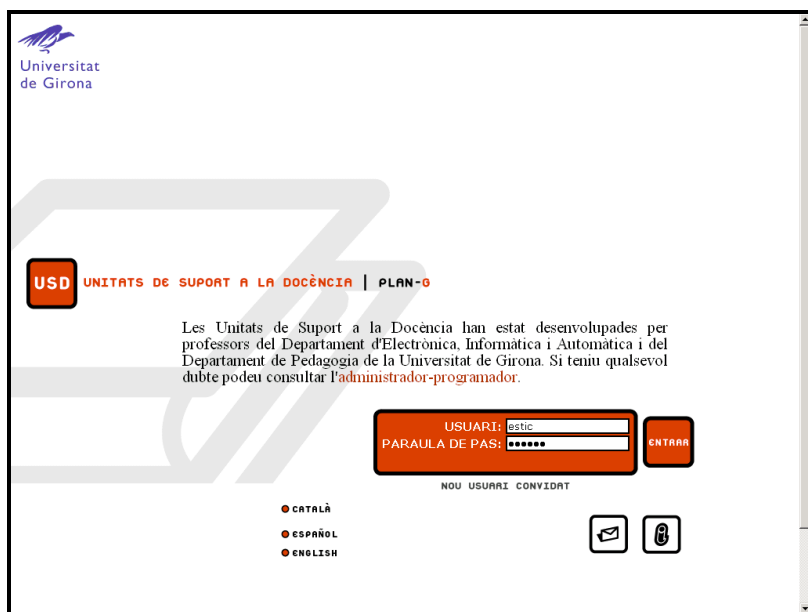 Universitat
de Girona
USD
UNITATS DE SUPORT A LA DOCÈNCIA | PLAN-G
Les Unitats de Suport a la Docència han estat desenvolupades per
professors del Departament d'Electrònica, Informàtica i Automàtica i del
Departament de Pedagogia de la Universitat de Girona. Si teniu qualsevol
dubte podeu consultar l'administrador-programador.
USUARI: estic
PARAULA DE PAS: ••••••
ENTRAR
NOU USUARI CONVIDAT
CATALÀ
ESPAÑOL
ENGLISH